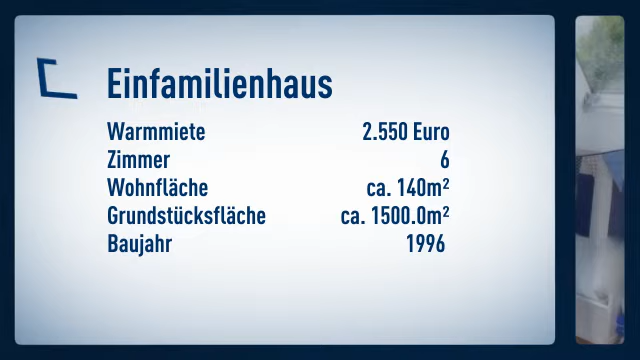 Einfamilienhaus
Warmmiete 2.550 Euro
Zimmer 6
Wohnfläche ca. 140m²
Grundstücksfläche ca. 1500.0m²
Baujahr 1996